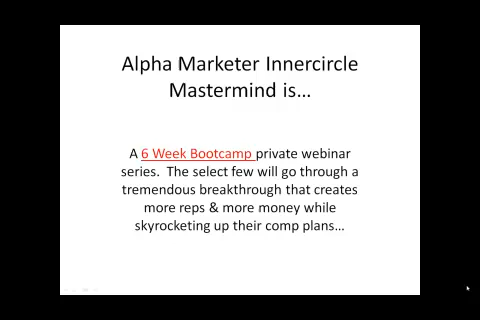 Alpha Marketer Innercircle
Mastermind is…
A 6 Week Bootcamp private webinar
series.  The select few will go through a
tremendous breakthrough that creates
more reps & more money while
skyrocketing up their comp plans…